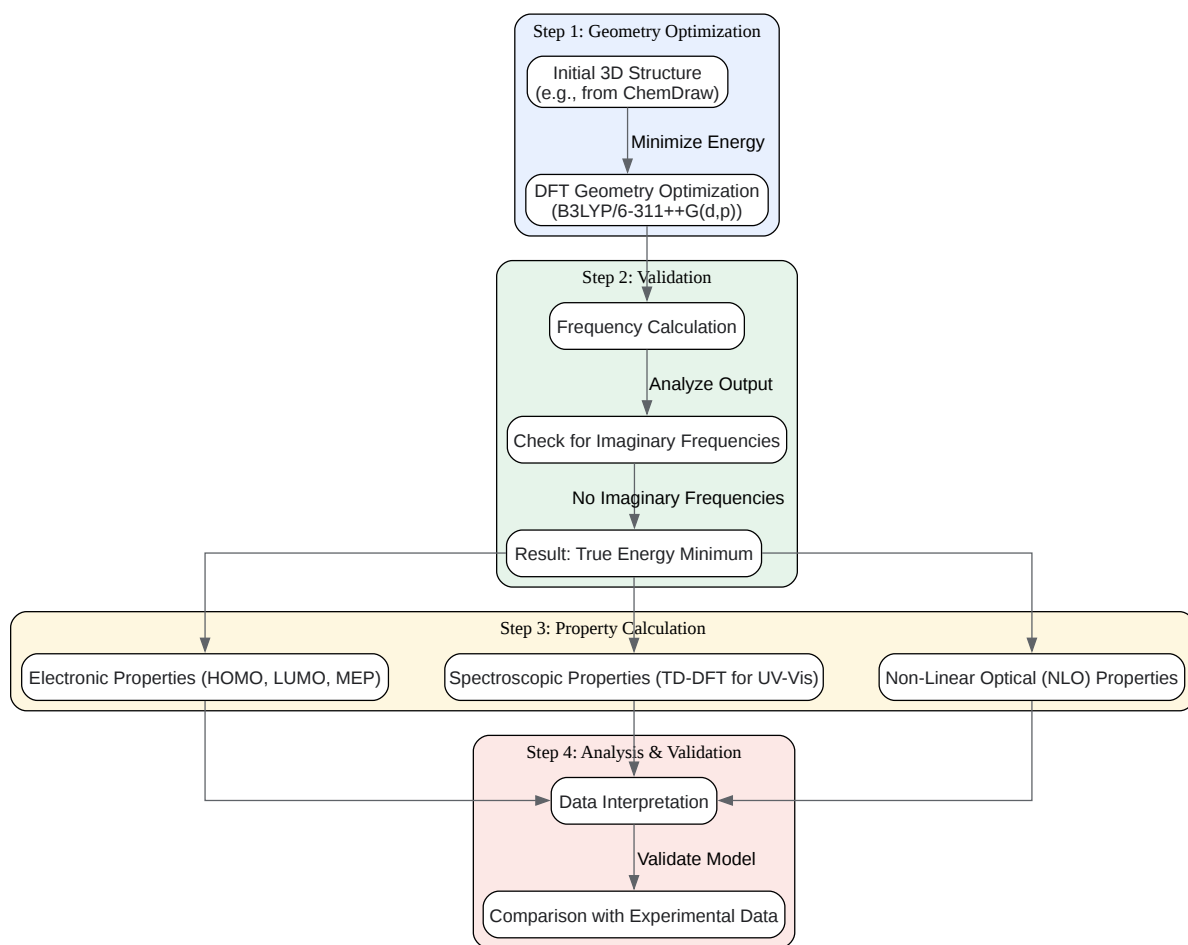 Step 1: Geometry Optimization
Initial 3D Structure
(e.g., from ChemDraw)
Minimize Energy
DFT Geometry Optimization
(B3LYP/6-311++G(d,p))
Step 2: Validation
Frequency Calculation
Analyze Output
Check for Imaginary Frequencies
No Imaginary Frequencies
Result: True Energy Minimum
Step 3: Property Calculation
Electronic Properties (HOMO, LUMO, MEP)
Spectroscopic Properties (TD-DFT for UV-Vis)
Non-Linear Optical (NLO) Properties
Step 4: Analysis & Validation
Data Interpretation
Validate Model
Comparison with Experimental Data